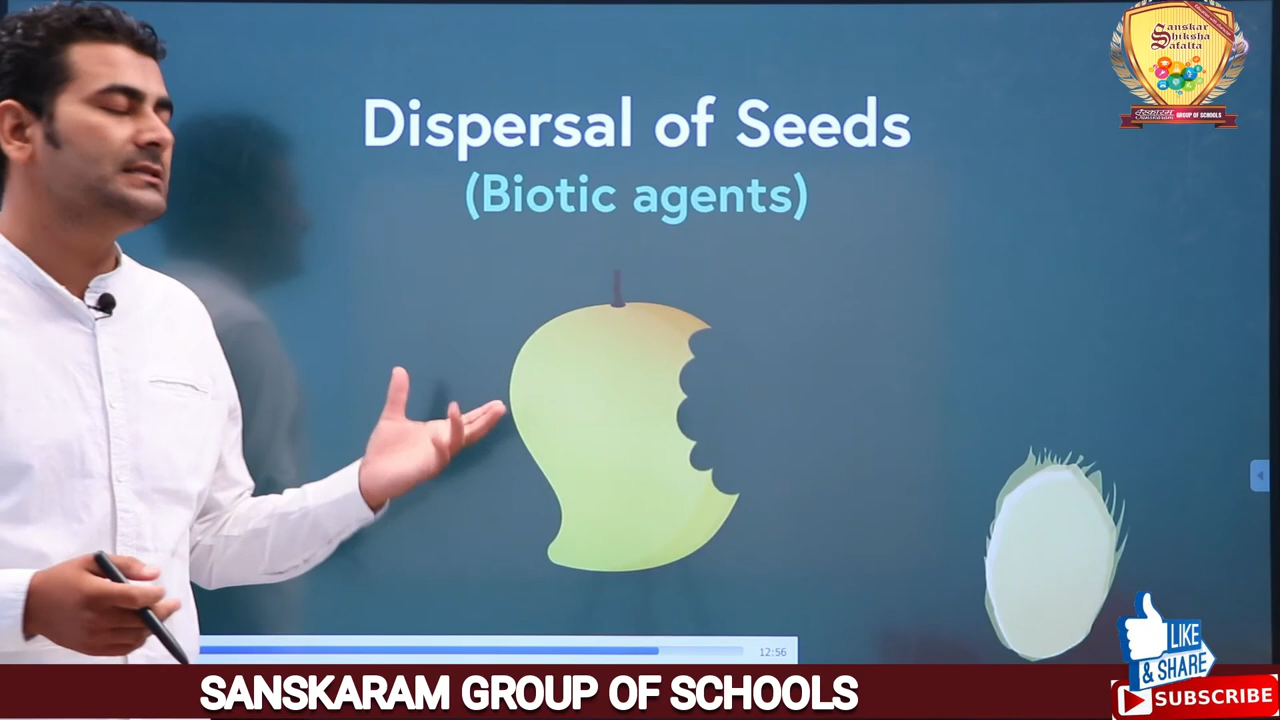 Dispersal of Seeds
(Biotic agents)
Sanskar
Shiksha
Safalta
संस्कारम्
GROUP OF SCHOOLS
12:56
LIKE
& SHARE
SUBSCRIBE
SANSKARAM GROUP OF SCHOOLS